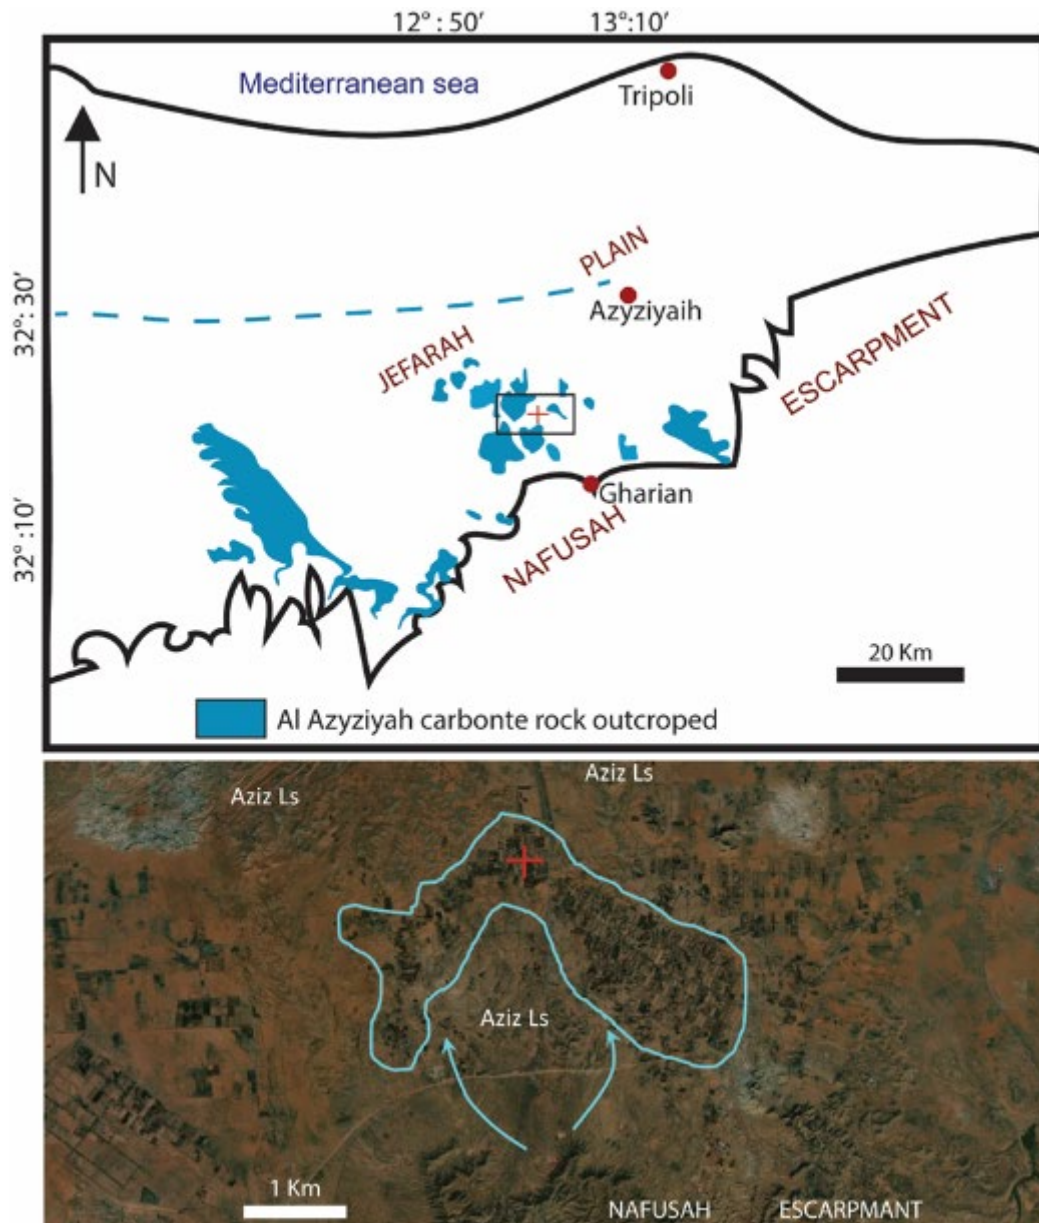 12°: 50′ 13°:10′
Mediterranean sea
Tripoli
N
PLAIN
32°: 30′
Azyziyaih
JEFARAH
ESCARPMENT
32° :10′
Gharian
NAFUSAH
20 Km
Al Azyziyah carbonte rock outcroped
Aziz Ls
Aziz Ls
Aziz Ls
1 Km
NAFUSAH ESCARPMANT